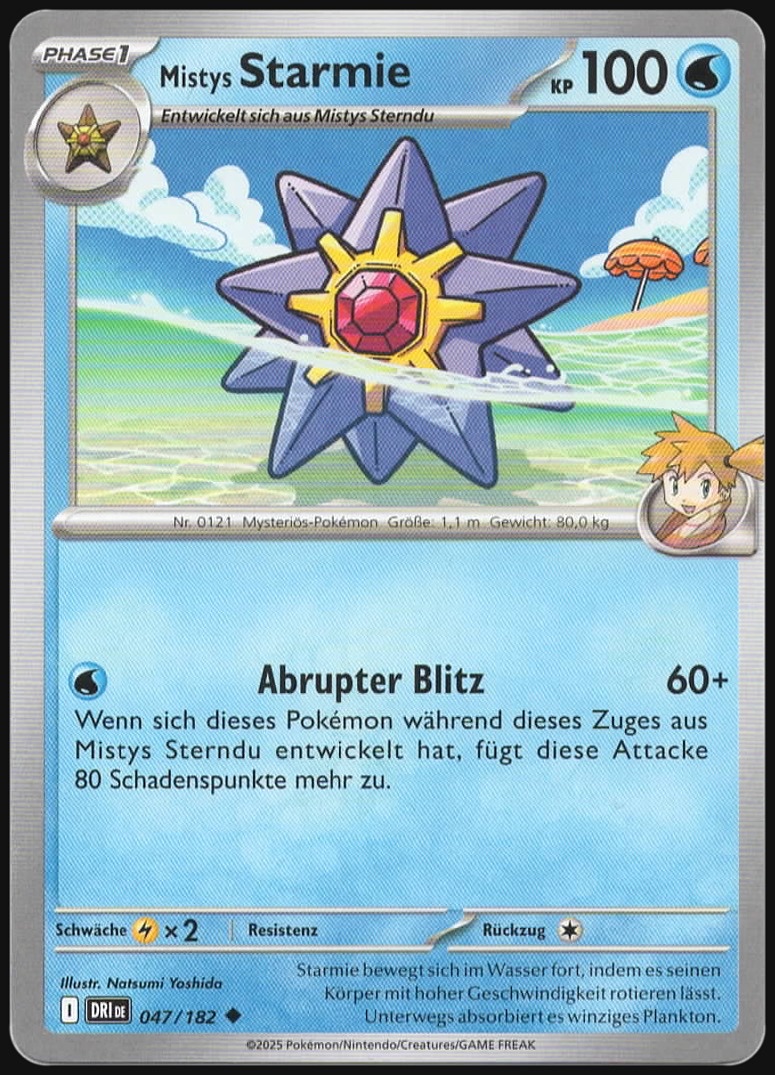 PHASE 1
Mistys Starmie
KP 100
Entwickelt sich aus Mistys Sterndu
Nr. 0121 Mysteriös-Pokémon Größe: 1,1 m Gewicht: 80,0 kg
Abrupter Blitz 60+
Wenn sich dieses Pokémon während dieses Zuges aus
Mistys Sterndu entwickelt hat, fügt diese Attacke
80 Schadenspunkte mehr zu.
Schwäche ×2 Resistenz Rückzug
Illustr. Natsumi Yoshida
Starmie bewegt sich im Wasser fort, indem es seinen
Körper mit hoher Geschwindigkeit rotieren lässt.
Unterwegs absorbiert es winziges Plankton.
I DRI DE 047/182
©2025 Pokémon/Nintendo/Creatures/GAME FREAK